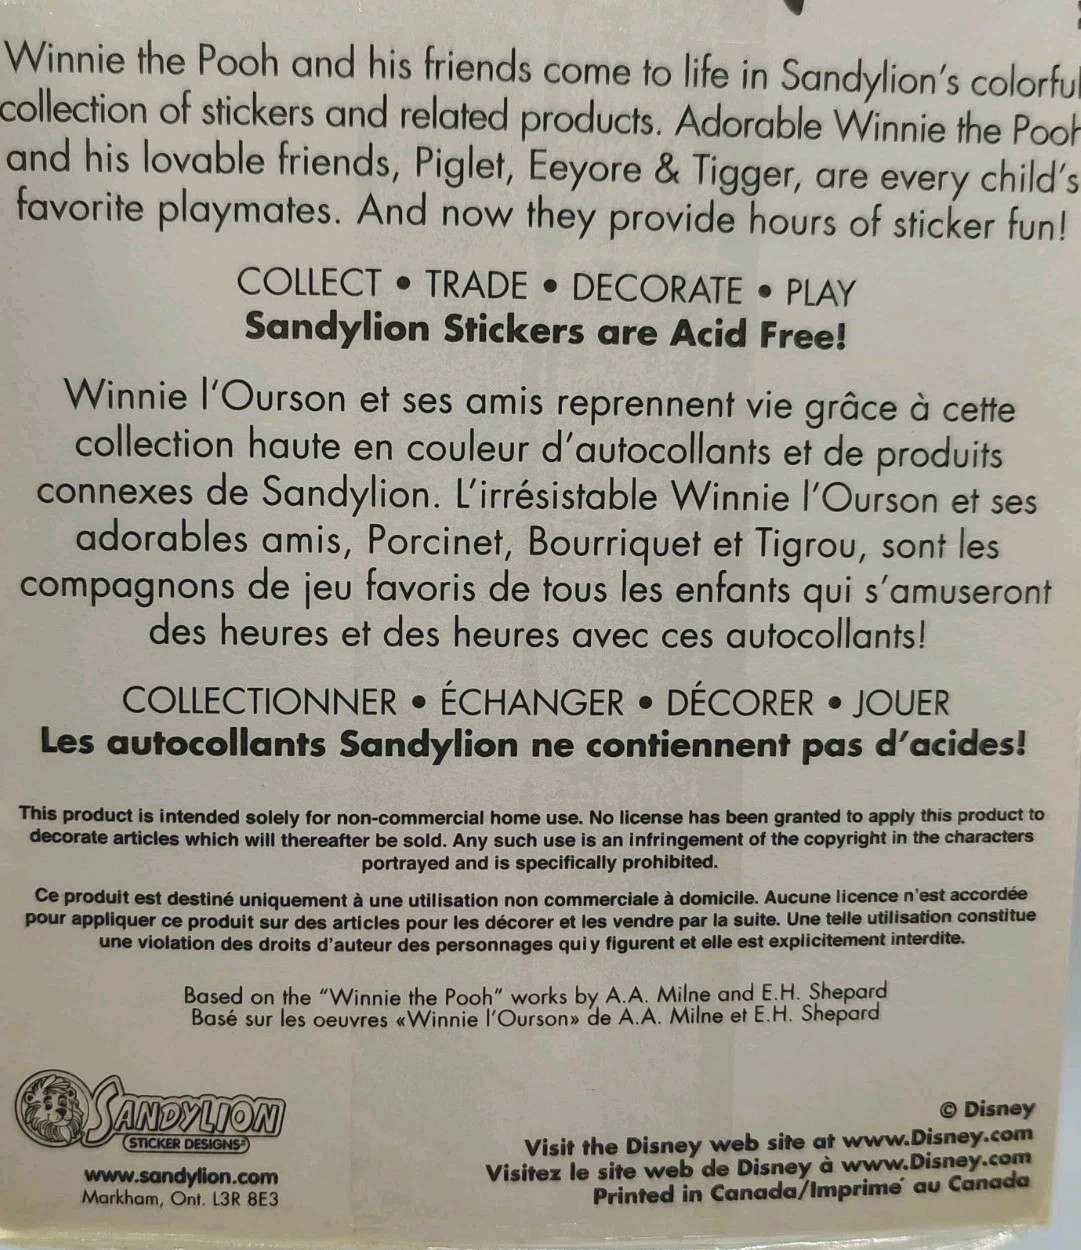 Winnie the Pooh and his friends come to life in Sandylion's colorful
collection of stickers and related products. Adorable Winnie the Pooh
and his lovable friends, Piglet, Eeyore & Tigger, are every child's
favorite playmates. And now they provide hours of sticker fun!
COLLECT • TRADE • DECORATE • PLAY
Sandylion Stickers are Acid Free!
Winnie l'Ourson et ses amis reprennent vie grâce à cette
collection haute en couleur d'autocollants et de produits
connexes de Sandylion. L'irrésistable Winnie l'Ourson et ses
adorables amis, Porcinet, Bourriquet et Tigrou, sont les
compagnons de jeu favoris de tous les enfants qui s'amuseront
des heures et des heures avec ces autocollants!
COLLECTIONNER • ÉCHANGER • DÉCORER • JOUER
Les autocollants Sandylion ne contiennent pas d'acides!
This product is intended solely for non-commercial home use. No license has been granted to apply this product to
decorate articles which will thereafter be sold. Any such use is an infringement of the copyright in the characters
portrayed and is specifically prohibited.
Ce produit est destiné uniquement à une utilisation non commerciale à domicile. Aucune licence n'est accordée
pour appliquer ce produit sur des articles pour les décorer et les vendre par la suite. Une telle utilisation constitue
une violation des droits d'auteur des personnages qui y figurent et elle est explicitement interdite.
Based on the "Winnie the Pooh" works by A.A. Milne and E.H. Shepard
Basé sur les oeuvres «Winnie l'Ourson» de A.A. Milne et E.H. Shepard
SANDYLION
STICKER DESIGNS®
www.sandylion.com
Markham, Ont. L3R 8E3
© Disney
Visit the Disney web site at www.Disney.com
Visitez le site web de Disney à www.Disney.com
Printed in Canada/Imprimé au Canada